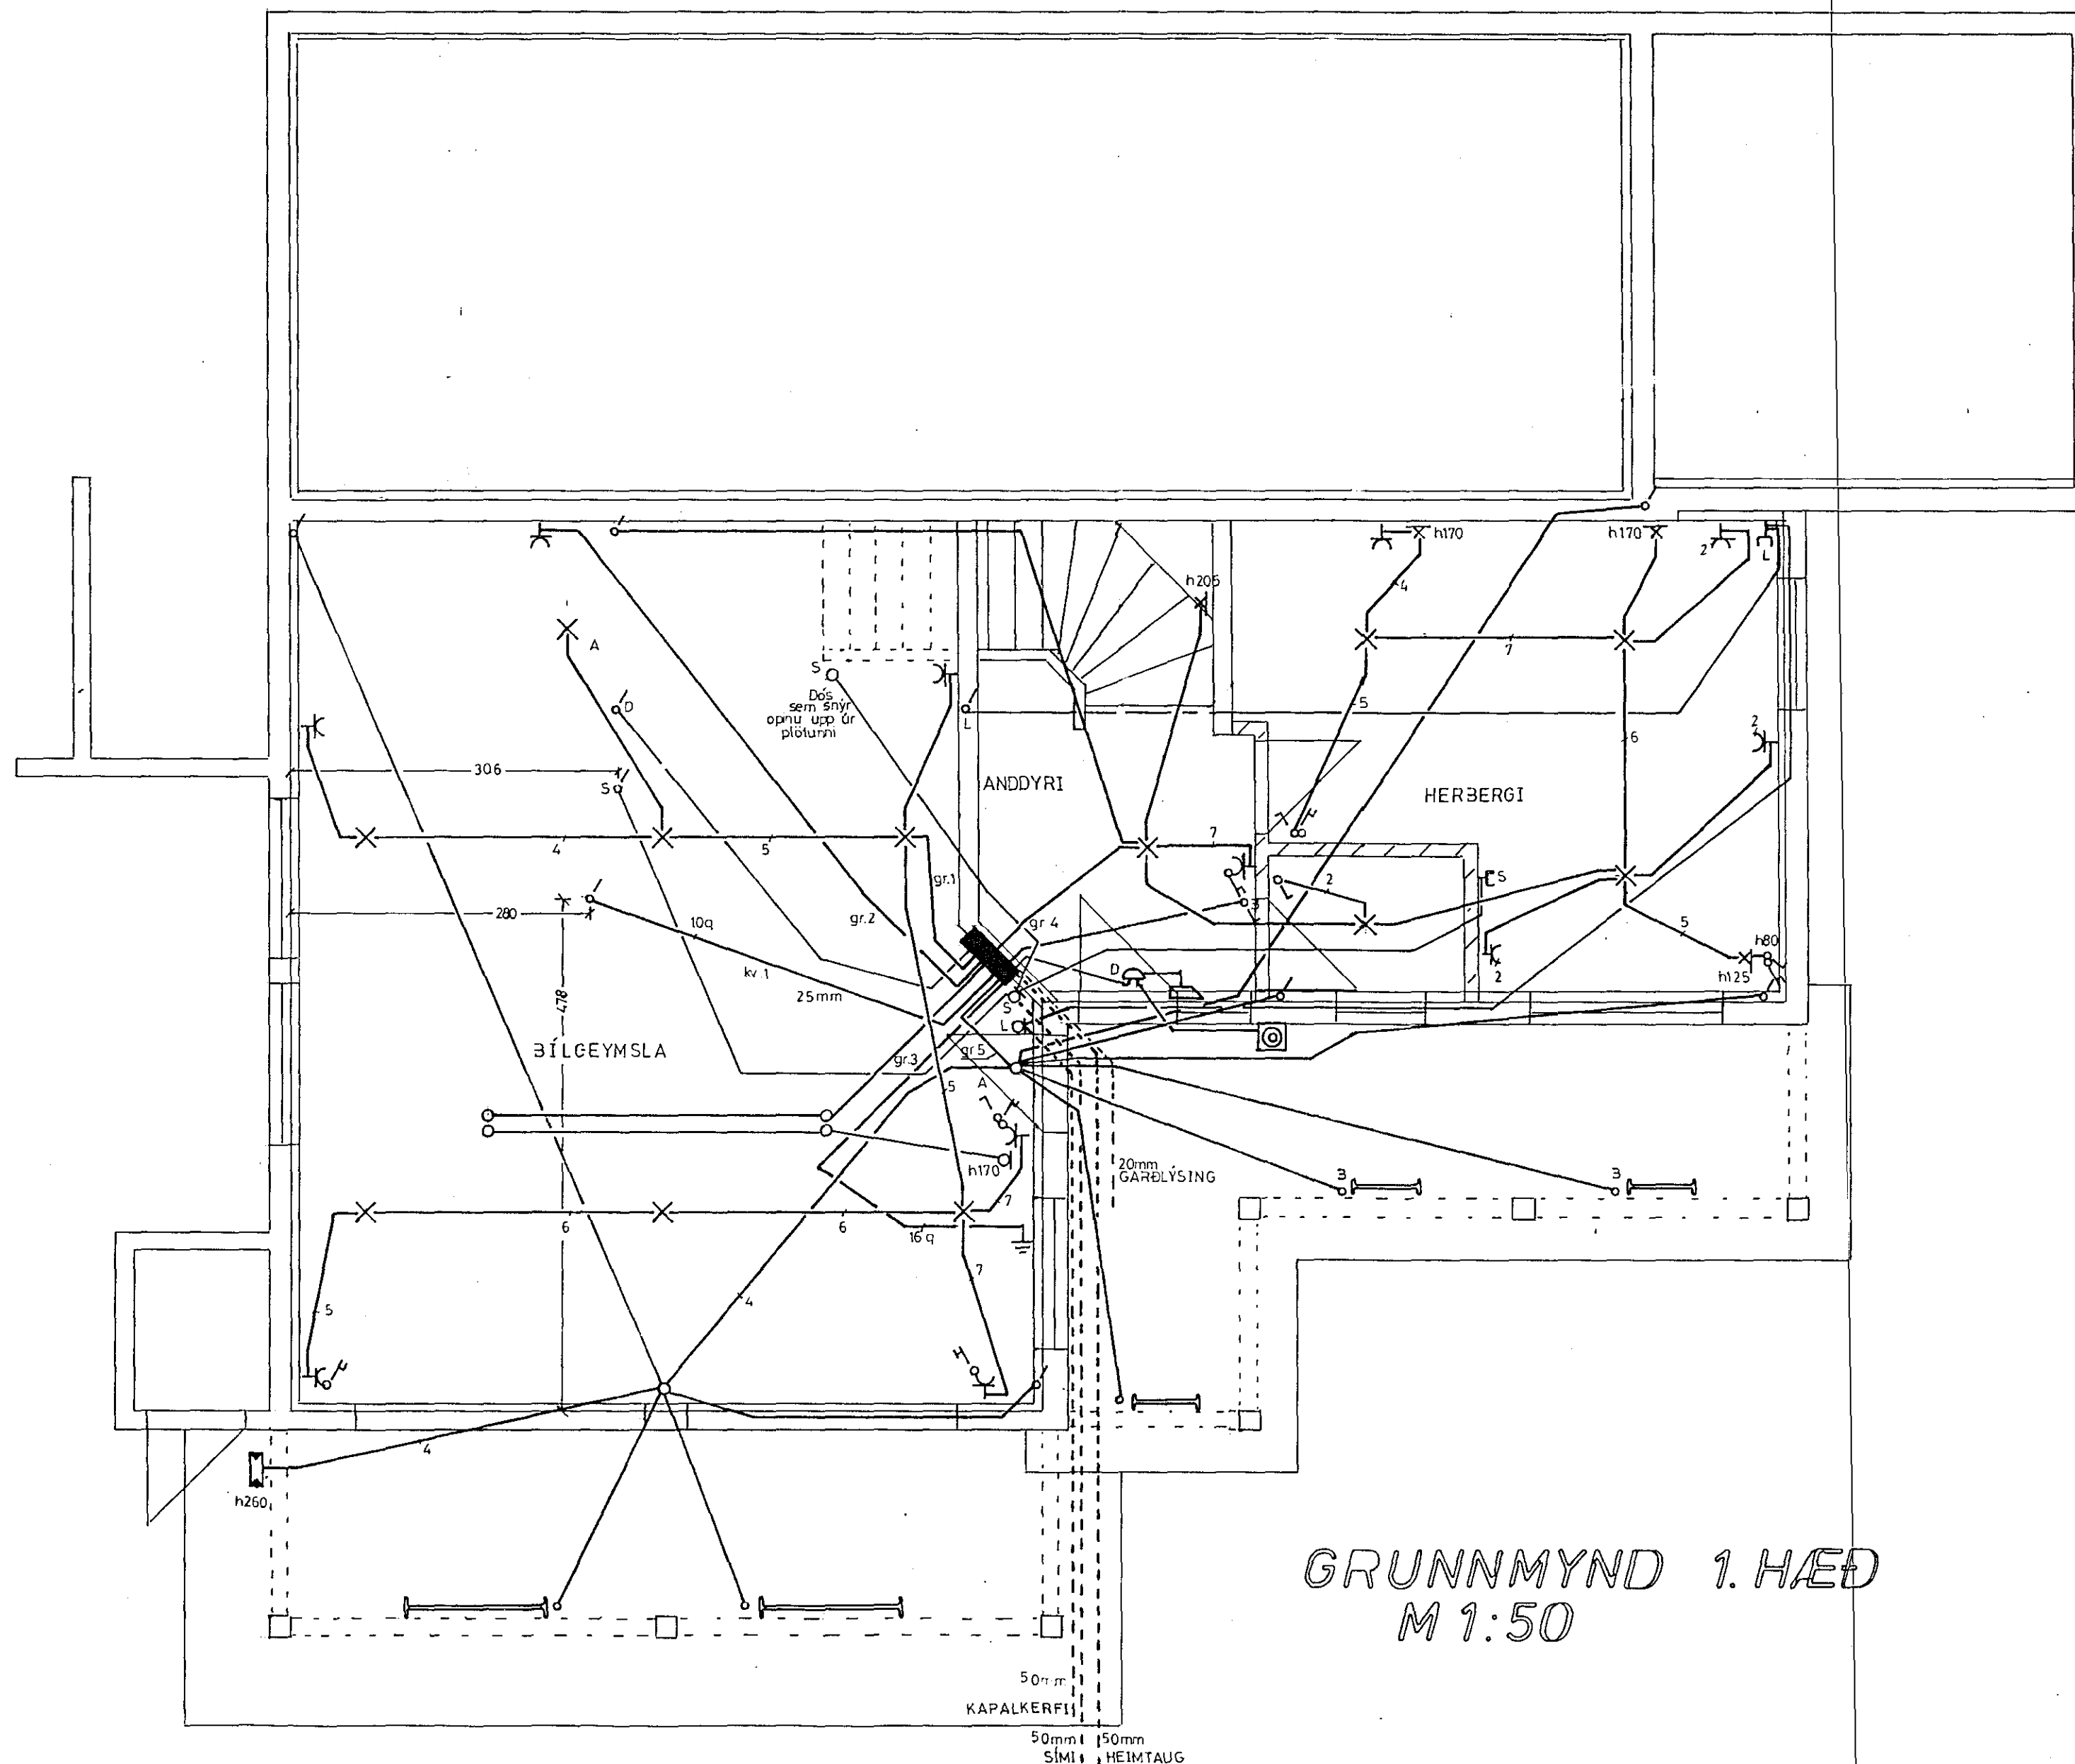 h170
h170
2
L
h206
4
A
7
S
D
Dós
sem snýr
opnu upp úr
plötunni
L
5
6
2
306
S
ANDDYRI
HERBERGI
4
5
7
gr.1
2
S
3
280
10q
gr.2
gr 4
5
h80
kv.1
D
2
h125
25mm
S
478
L
BÍLGEYMSLA
gr.3
gr5
A
5
h170
20mm
GARÐLÝSING
3
3
7
6
6
16q
7
5
4
4
h260
GRUNNMYND 1. HÆÐ
M 1:50
50mm
KAPALKERFI
50mm
50mm
SÍMI
HEIMTAUG